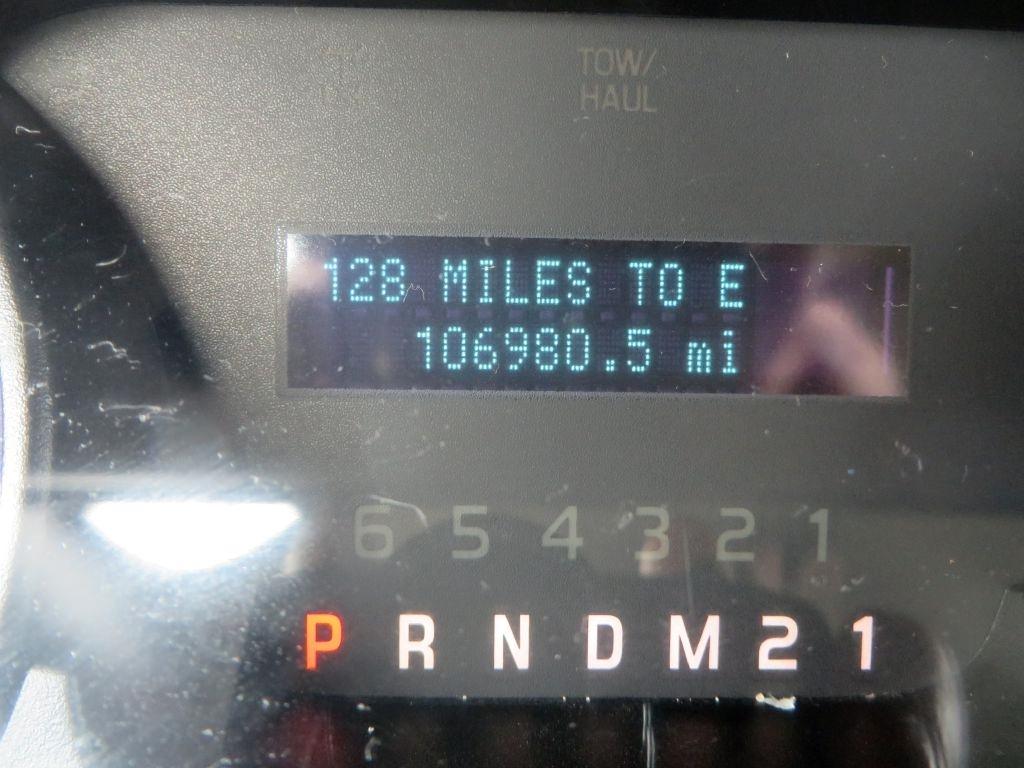 TOW/
HAUL
128 MILES TO E
106980.5 mi
6 5 4 3 2 1
P R N D M 2 1